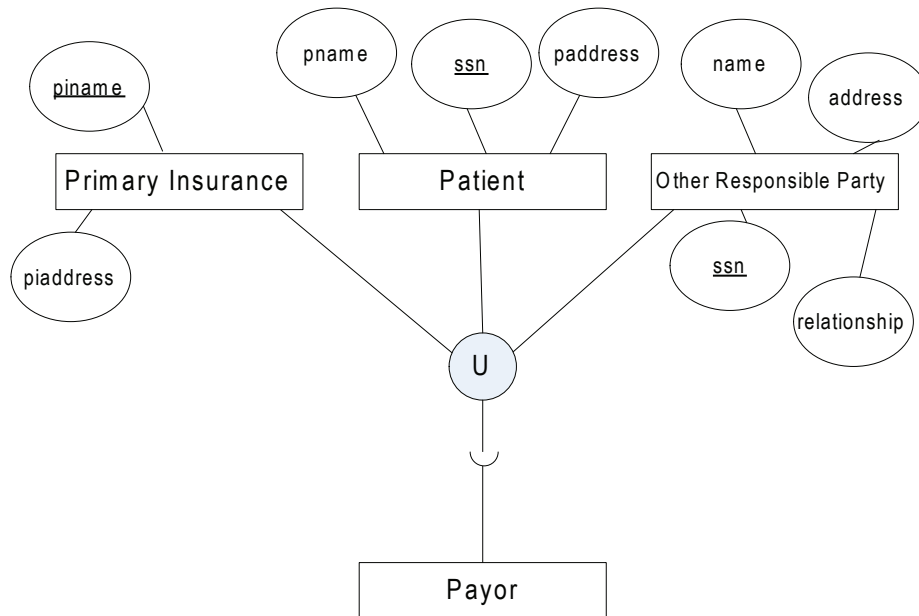 pname
ssn
paddress
name
address
piname
Primary Insurance
Patient
Other Responsible Party
piaddress
ssn
relationship
U
Payor